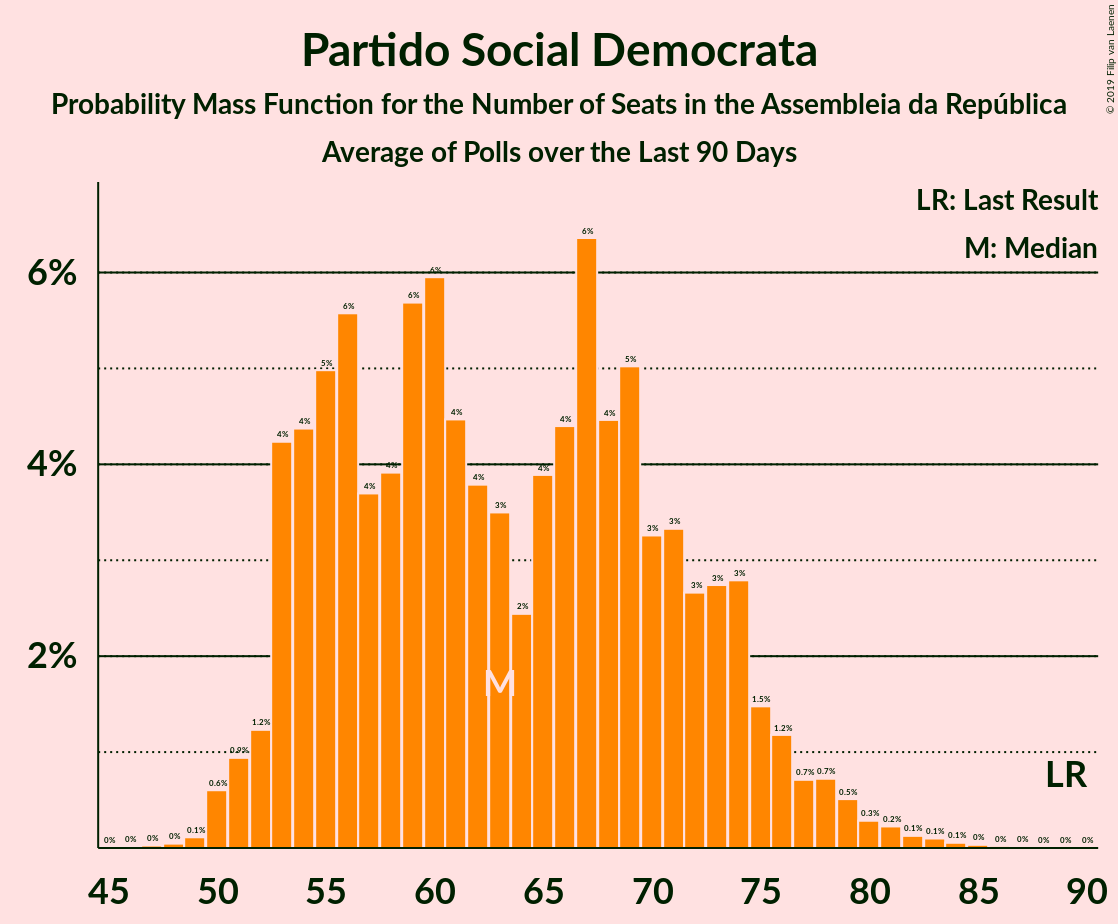 Partido Social Democrata
Probability Mass Function for the Number of Seats in the Assembleia da República
Average of Polls over the Last 90 Days
© 2019 Filip van Laenen
LR: Last Result
M: Median
6%
4%
2%
0% 0% 0% 0% 0.1% 0.6% 0.9% 1.2% 4% 4% 5% 6% 4% 4% 6% 6% 4% 4% 3% 2% 4% 4% 6% 4% 5% 3% 3% 3% 3% 3% 1.5% 1.2% 0.7% 0.7% 0.5% 0.3% 0.2% 0.1% 0.1% 0.1% 0% 0% 0% 0% 0% 0%
M
LR
45 50 55 60 65 70 75 80 85 90